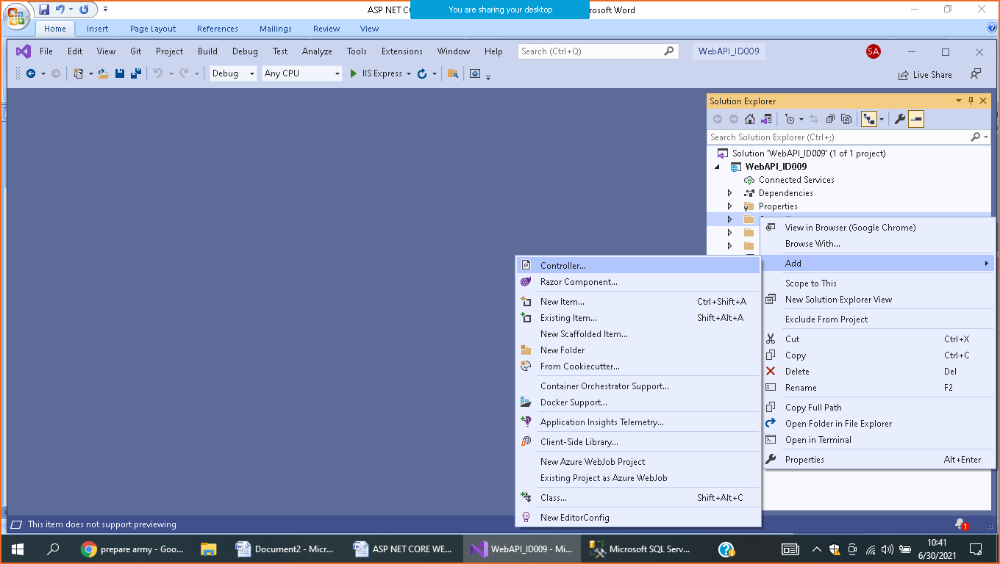 ASP NET CO
You are sharing your desktop
rosoft Word
Home Insert Page Layout References Mailings Review View
File Edit View Git Project Build Debug Test Analyze Tools Extensions Window Help Search (Ctrl+Q) WebAPI_ID009 SA
Debug Any CPU IIS Express Live Share
Solution Explorer
Search Solution Explorer (Ctrl+;)
Solution 'WebAPI_ID009' (1 of 1 project)
WebAPI_ID009
Connected Services
Dependencies
Properties
View in Browser (Google Chrome)
Browse With...
Add
Scope to This
New Solution Explorer View
Exclude From Project
Cut Ctrl+X
Copy Ctrl+C
Delete Del
Rename F2
Copy Full Path
Open Folder in File Explorer
Open in Terminal
Properties Alt+Enter
Controller...
Razor Component...
New Item... Ctrl+Shift+A
Existing Item... Shift+Alt+A
New Scaffolded Item...
New Folder
From Cookiecutter...
Container Orchestrator Support...
Docker Support...
Application Insights Telemetry...
Client-Side Library...
New Azure WebJob Project
Existing Project as Azure WebJob
Class... Shift+Alt+C
New EditorConfig
This item does not support previewing
1
prepare army - Goo... Document2 - Micr... ASP NET CORE WE... WebAPI_ID009 - Mi... Microsoft SQL Serv...
10:41
6/30/2021